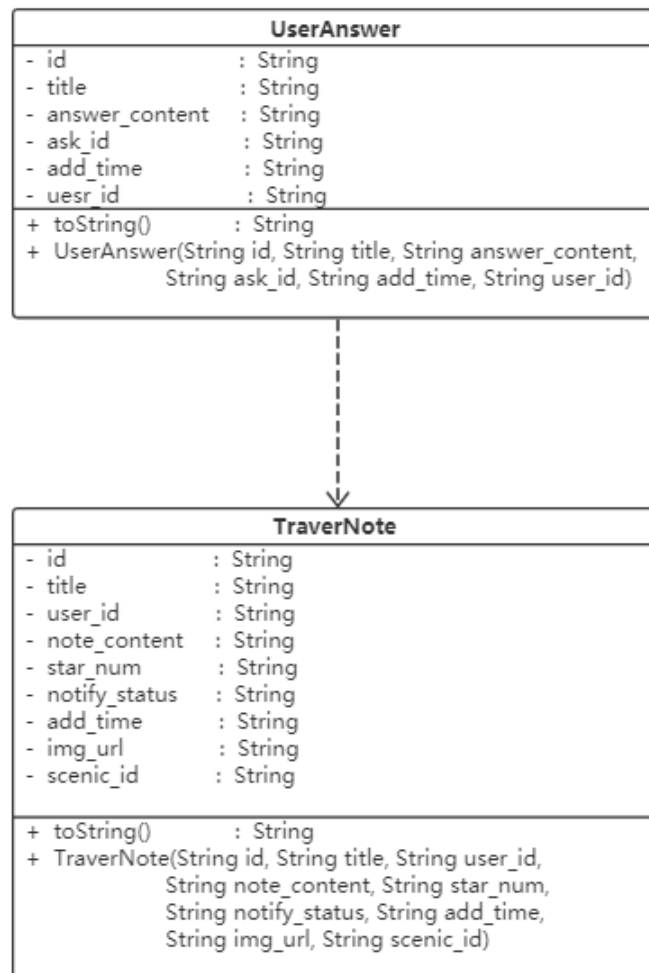 UserAnswer
- id : String
- title : String
- answer_content : String
- ask_id : String
- add_time : String
- uesr_id : String
+ toString() : String
+ UserAnswer(String id, String title, String answer_content,
String ask_id, String add_time, String user_id)
TraverNote
- id : String
- title : String
- user_id : String
- note_content : String
- star_num : String
- notify_status : String
- add_time : String
- img_url : String
- scenic_id : String
+ toString() : String
+ TraverNote(String id, String title, String user_id,
String note_content, String star_num,
String notify_status, String add_time,
String img_url, String scenic_id)